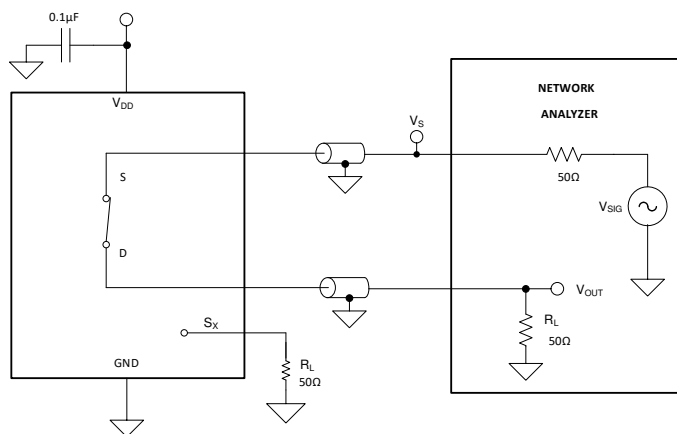 0.1µF
V_DD
NETWORK
ANALYZER
V_S
S
50Ω
V_SIG
D
V_OUT
S_X
R_L
50Ω
GND
R_L
50Ω